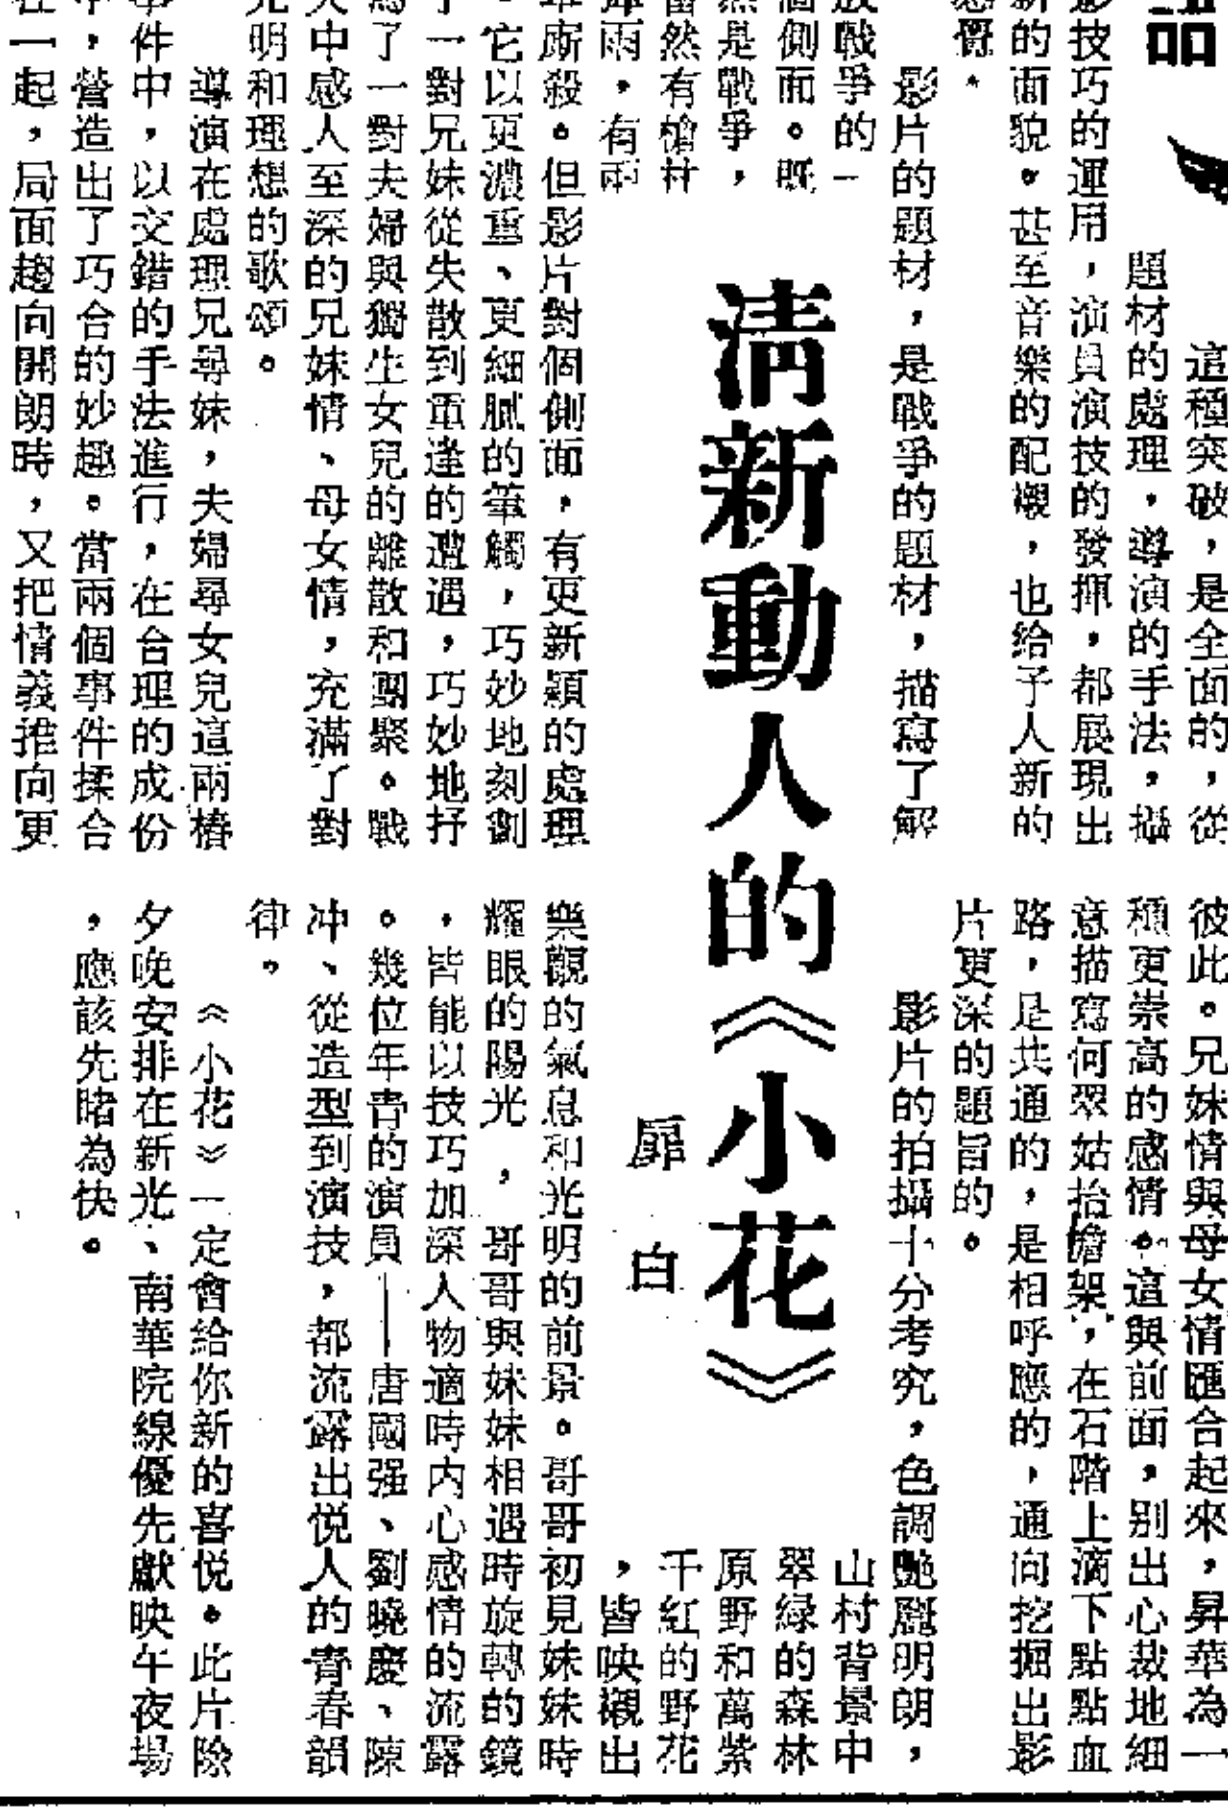 品
這種突破，是全面的，從
題材的處理，導演的手法，攝
影技巧的運用，演員演技的發揮，都展現出
新的面貌。甚至音樂的配襯，也給予人新的
感覺。
影片的題材，是戰爭的題材，描寫了解
放戰爭的一
個側面。既
然是戰爭，
當然有槍林
彈雨，有
廝殺。但影片對個側面，有更新穎的處理
。它以更濃重、更細膩的筆觸，巧妙地刻劃
了一對兄妹從失散到重逢的遭遇，巧妙地抒
寫了一對夫婦與獨生女兒的離散和團聚。戰
火中感人至深的兄妹情、母女情，充滿了對
光明和理想的歌頌。
導演在處理兄尋妹，夫婦尋女兒這兩樁
事件中，以交錯的手法進行，在合理的成份
中，營造出了巧合的妙趣。當兩個事件揉合
在一起，局面趨向開朗時，又把情義推向更
清新動人的《小花》
扉白
彼此。兄妹情與母女情匯合起來，昇華為一
種更崇高的感情。這與前面，别出心裁地細
意描寫何翠姑抬擔架，在石階上滴下點點血
路，是共通的，是相呼應的，通向挖掘出影
片更深的題旨的。
影片的拍攝十分考究，色調艷麗明朗，
山村背景中
翠綠的森林
原野和萬紫
千紅的野花
，皆映襯出
樂觀的氣息和光明的前景。哥哥初見妹妹時
耀眼的陽光，哥哥與妹妹相遇時旋轉的鏡
，皆能以技巧加深人物適時内心感情的流露
。幾位年青的演員——唐國强、劉曉慶、陳
冲、從造型到演技，都流露出悦人的青春韻
律。
《小花》一定會給你新的喜悦。此片除
夕晚安排在新光、南華院線優先獻映午夜場
，應該先睹為快。